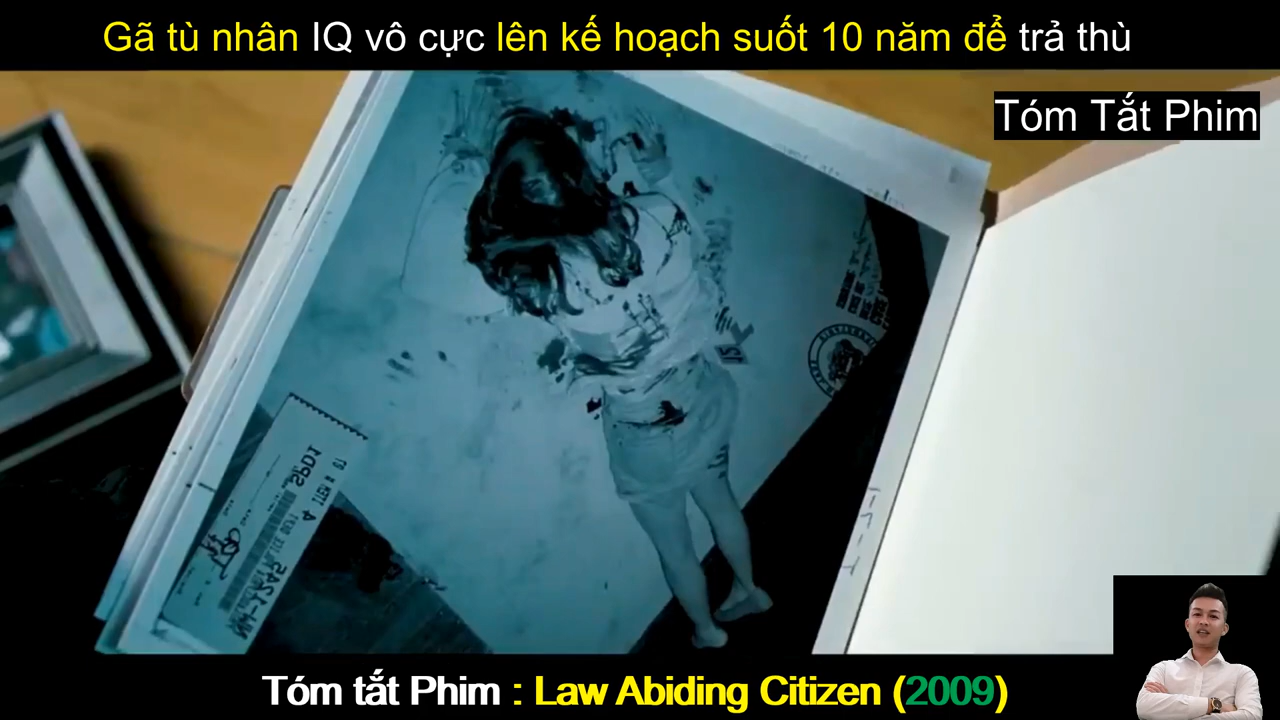 Gã tù nhân IQ vô cực lên kế hoạch suốt 10 năm để trả thù
Tóm Tắt Phim
SPD1
Tóm tắt Phim : Law Abiding Citizen (2009)